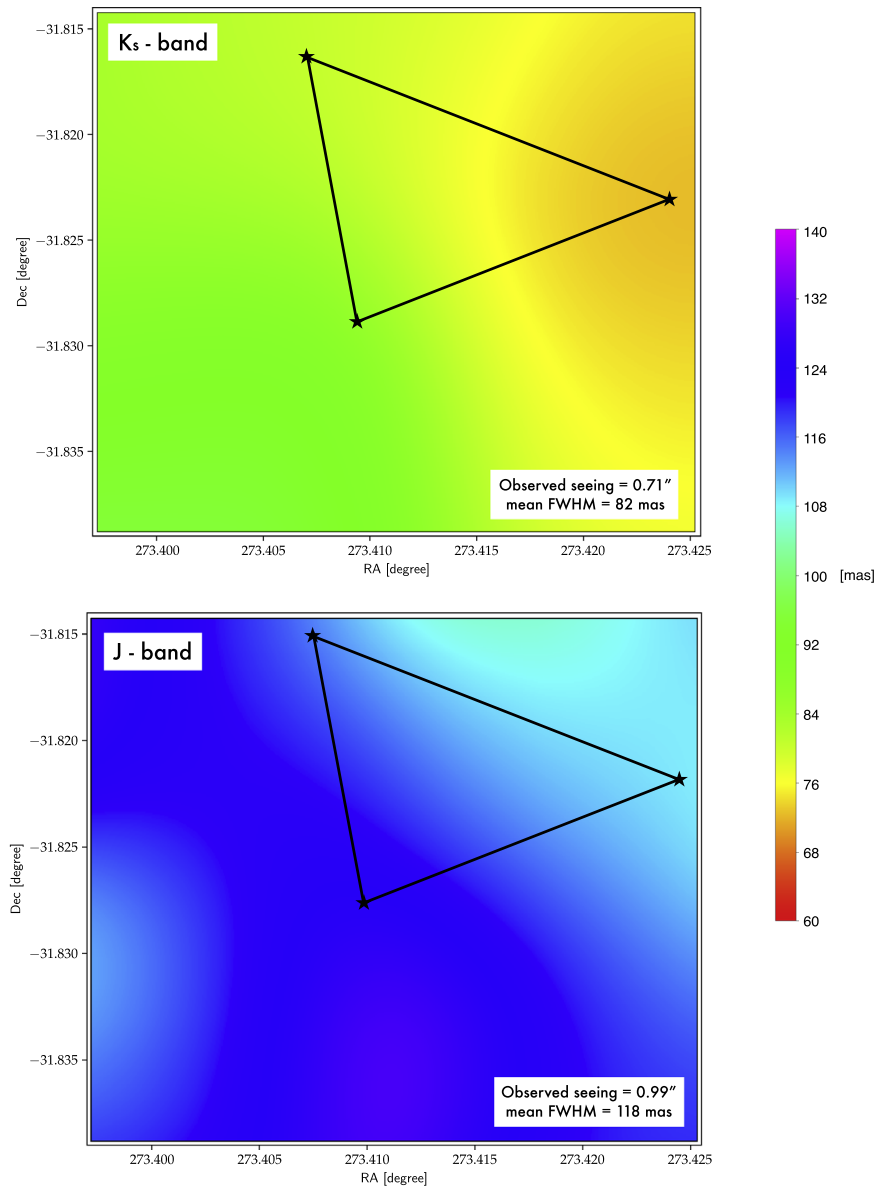 Ks - band
−31.815
−31.820
−31.825
−31.830
−31.835
Dec [degree]
Observed seeing = 0.71″
mean FWHM = 82 mas
273.400 273.405 273.410 273.415 273.420 273.425
RA [degree]
140
132
124
116
108
100 [mas]
92
84
76
68
60
J - band
−31.815
−31.820
−31.825
−31.830
−31.835
Dec [degree]
Observed seeing = 0.99″
mean FWHM = 118 mas
273.400 273.405 273.410 273.415 273.420 273.425
RA [degree]